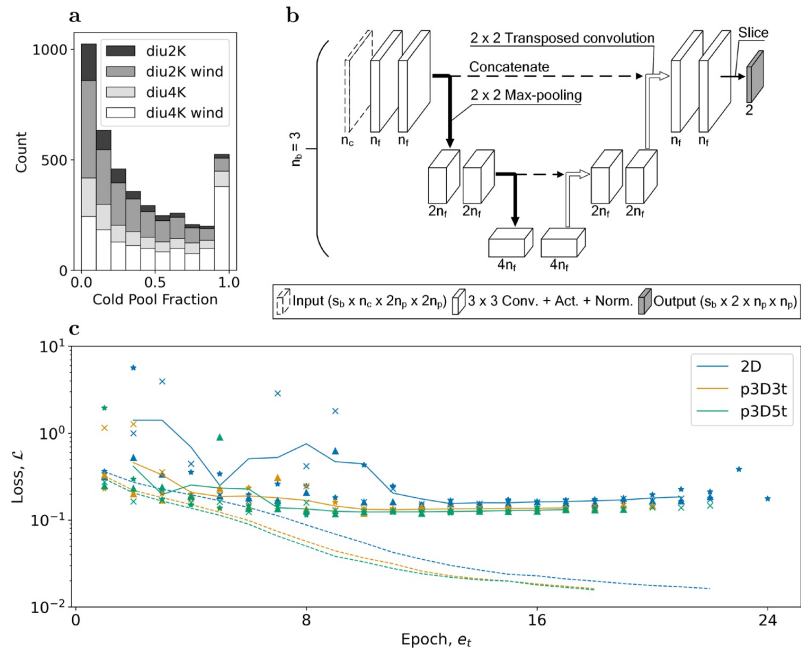 a
1000
500
0
Count
diu2K
diu2K wind
diu4K
diu4K wind
0.0
0.5
1.0
Cold Pool Fraction
b
n_b = 3
2 x 2 Transposed convolution
Slice
Concatenate
2 x 2 Max-pooling
n_c
n_f
n_f
n_f
n_f
2
2n_f
2n_f
2n_f
2n_f
4n_f
4n_f
Input (s_b x n_c x 2n_p x 2n_p)
3 x 3 Conv. + Act. + Norm.
Output (s_b x 2 x n_p x n_p)
c
10^1
10^0
10^−1
10^−2
Loss, ℒ
2D
p3D3t
p3D5t
0
8
16
24
Epoch, e_t